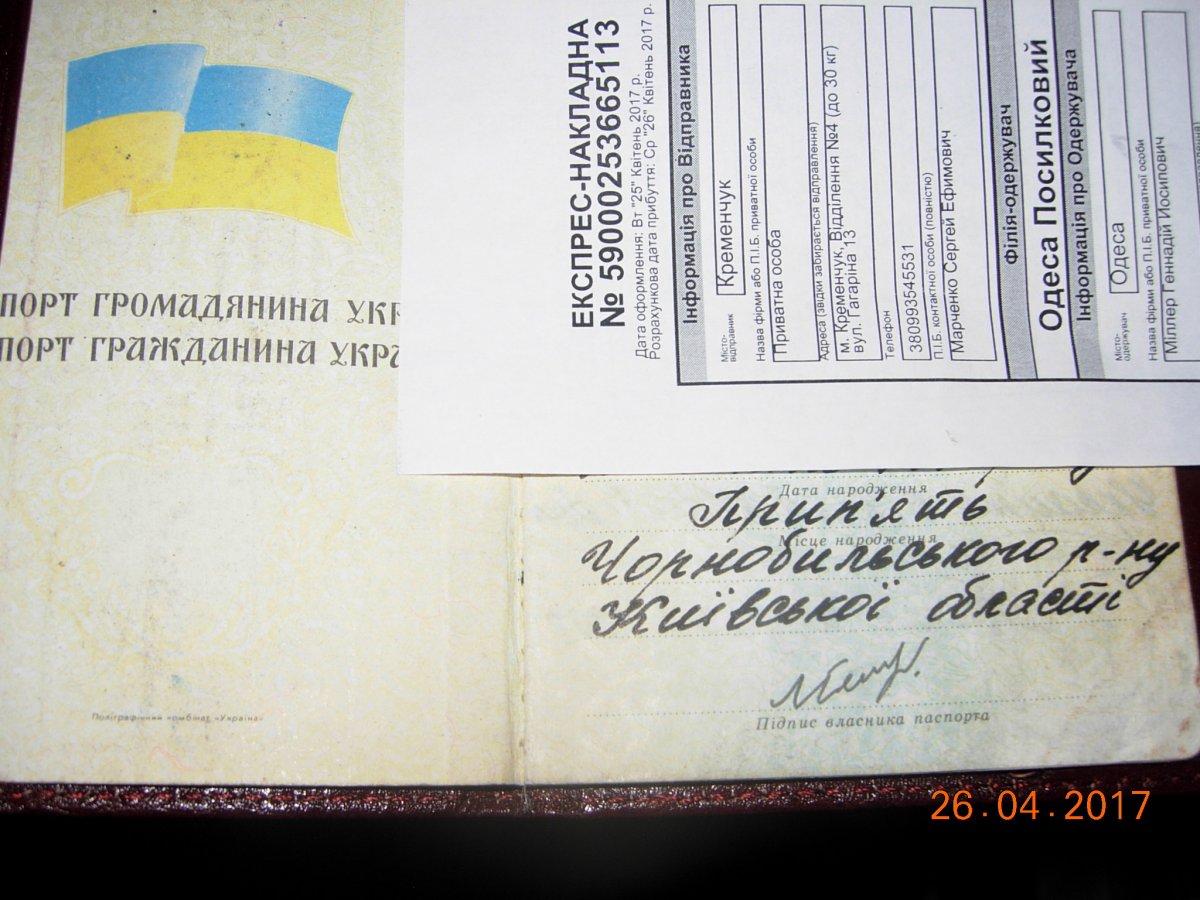 ПОРТ ГРОМАДЯНИНА УКР
ПОРТ ГРАЖДАНИНА УКРА
Поліграфічний комбінат «Україна»
ЕКСПРЕС-НАКЛАДНА
№ 59000253665113
Дата оформлення: Вт "25" Квітень 2017 р.
Розрахункова дата прибуття: Ср "26" Квітень 2017 р.
Інформація про Відправника
Місто-відправник
Кременчук
Назва фірми або П.І.Б. приватної особи
Приватна особа
Адреса (звідки забирається відправлення)
м. Кременчук, Відділення №4 (до 30 кг)
вул. Гагаріна 13
Телефон
380993545531
П.І.Б. контактної особи (повністю)
Марченко Сергей Ефимович
Філія-одержувач
Одеса Посилковий
Інформація про Одержувача
Місто-одержувач
Одеса
Назва фірми або П.І.Б. приватної особи
Міллер Геннадій Йосипович
Дата народження
Прип'ять
Місце народження
Чорнобильського р-ну
Київської області
Підпис власника паспорта
26.04.2017